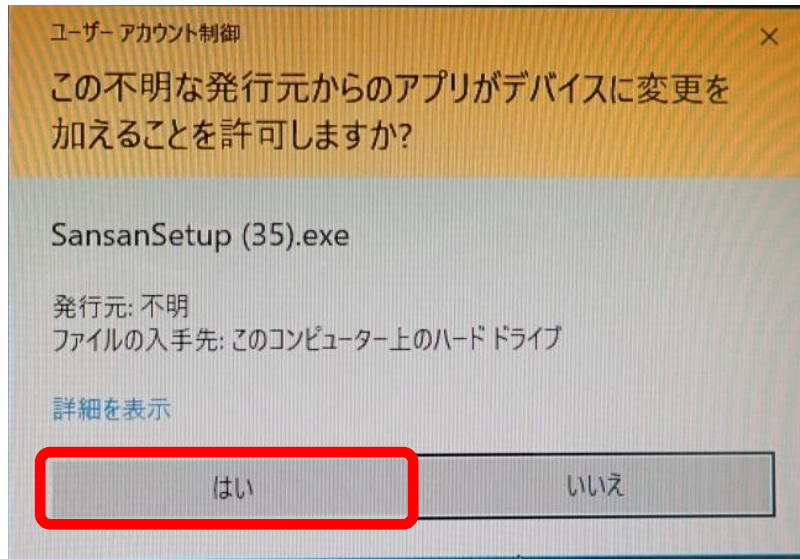 ユーザー アカウント制御
この不明な発行元からのアプリがデバイスに変更を
加えることを許可しますか?
SansanSetup (35).exe
発行元: 不明
ファイルの入手先: このコンピューター上のハード ドライブ
詳細を表示
はい
いいえ